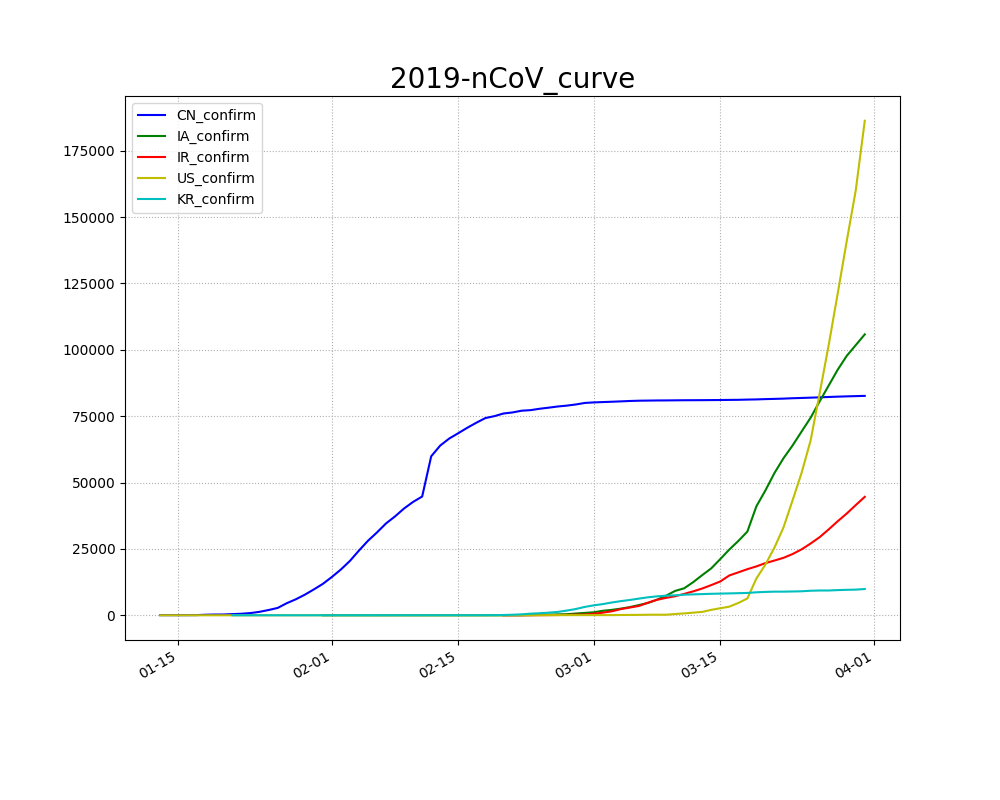 2019-nCoV_curve
CN_confirm
IA_confirm
IR_confirm
US_confirm
KR_confirm
175000
150000
125000
100000
75000
50000
25000
0
01-15
02-01
02-15
03-01
03-15
04-01